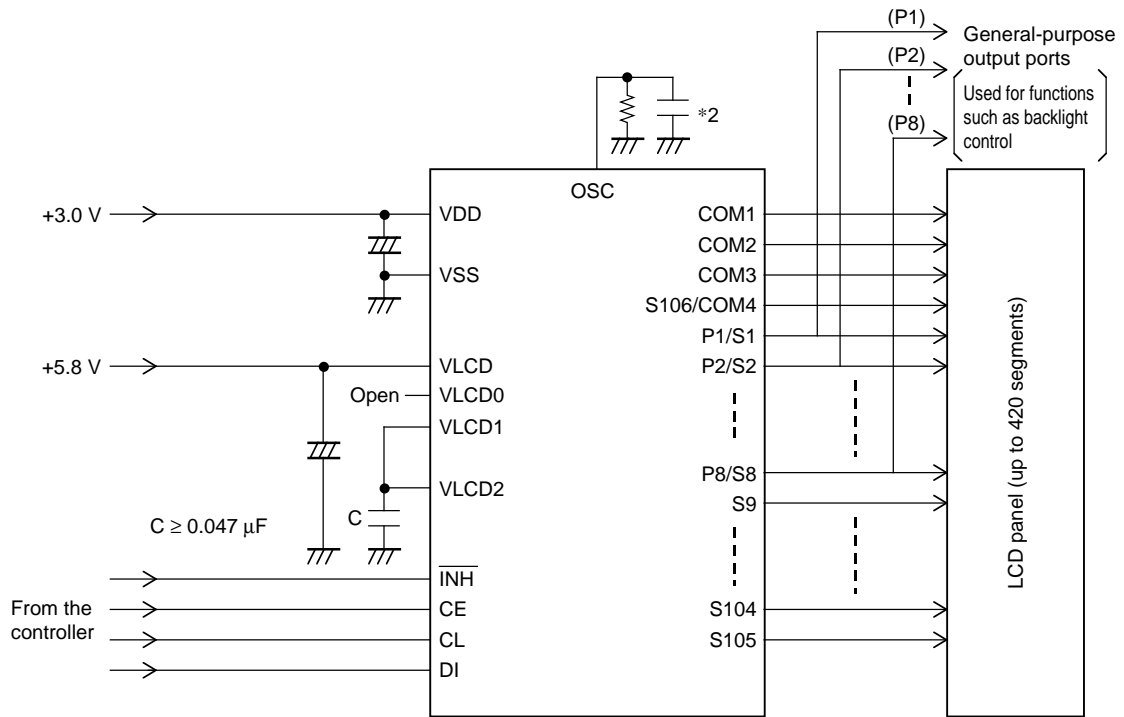 (P1)
General-purpose
output ports
(P2)
Used for functions
such as backlight
control
(P8)
*2
OSC
+3.0 V
VDD
VSS
+5.8 V
VLCD
Open
VLCD0
VLCD1
VLCD2
C
C ≥ 0.047 μF
INH
From the
controller
CE
CL
DI
COM1
COM2
COM3
S106/COM4
P1/S1
P2/S2
P8/S8
S9
S104
S105
LCD panel (up to 420 segments)